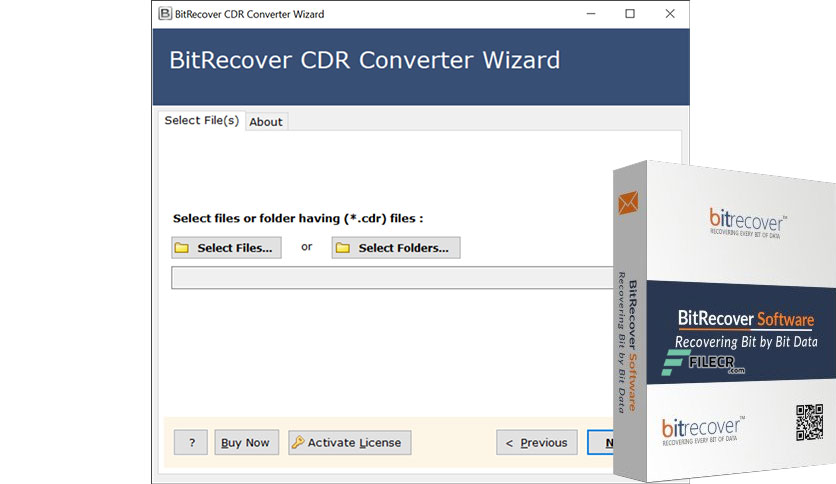 BitRecover CDR Converter Wizard
BitRecover CDR Converter Wizard
Select File(s)
About
Select files or folder having (*.cdr) files :
Select Files...
or
Select Folders...
?
Buy Now
Activate License
< Previous
N
bitrecover™
RECOVERING EVERY BIT OF DATA
BitRecover Software
Recovering Bit by Bit Data
FILECR
.com
bitrecover™
RECOVERING EVERY BIT OF DATA
BitRecover Software
Recovering Bit by Bit Data